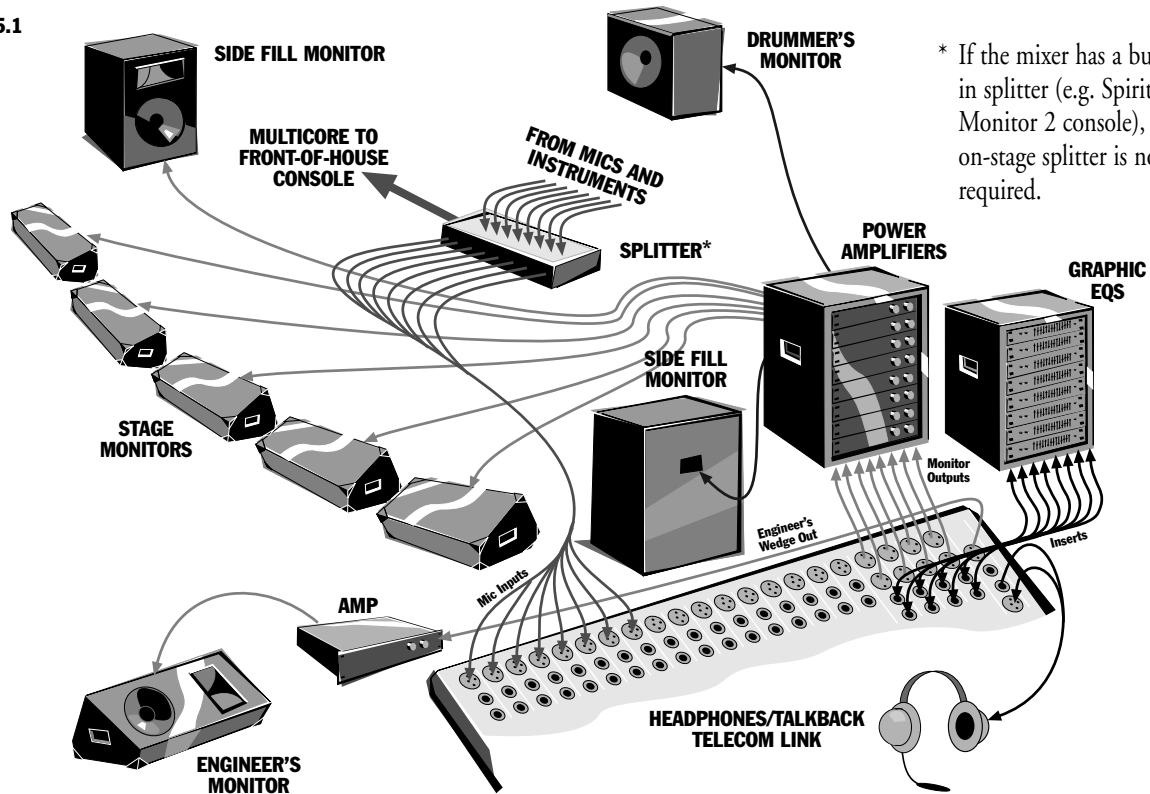 5.1
SIDE FILL MONITOR
DRUMMER'S
MONITOR
* If the mixer has a bu
in splitter (e.g. Spirit
Monitor 2 console),
on-stage splitter is
required.
MULTICORE TO
FRONT-OF-HOUSE
CONSOLE
FROM MICS AND
INSTRUMENTS
SPLITTER*
POWER
AMPLIFIERS
GRAPHIC
EQS
SIDE FILL
MONITOR
STAGE
MONITORS
Monitor
Outputs
Engineer's
Wedge Out
Inserts
Mic Inputs
AMP
HEADPHONES/TALKBACK
TELECOM LINK
ENGINEER'S
MONITOR